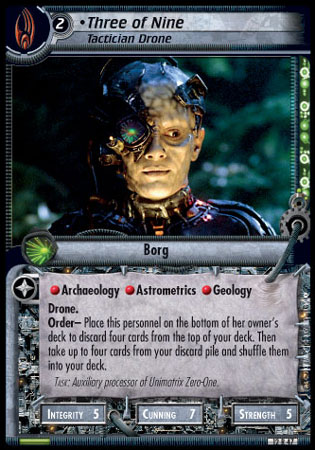 2
•Three of Nine
Tactician Drone
Borg
Archaeology Astrometrics Geology
Drone.
Order– Place this personnel on the bottom of her owner's
deck to discard four cards from the top of your deck. Then
take up to four cards from your discard pile and shuffle them
into your deck.
Task: Auxiliary processor of Unimatrix Zero-One.
Integrity 5 Cunning 7 Strength 5